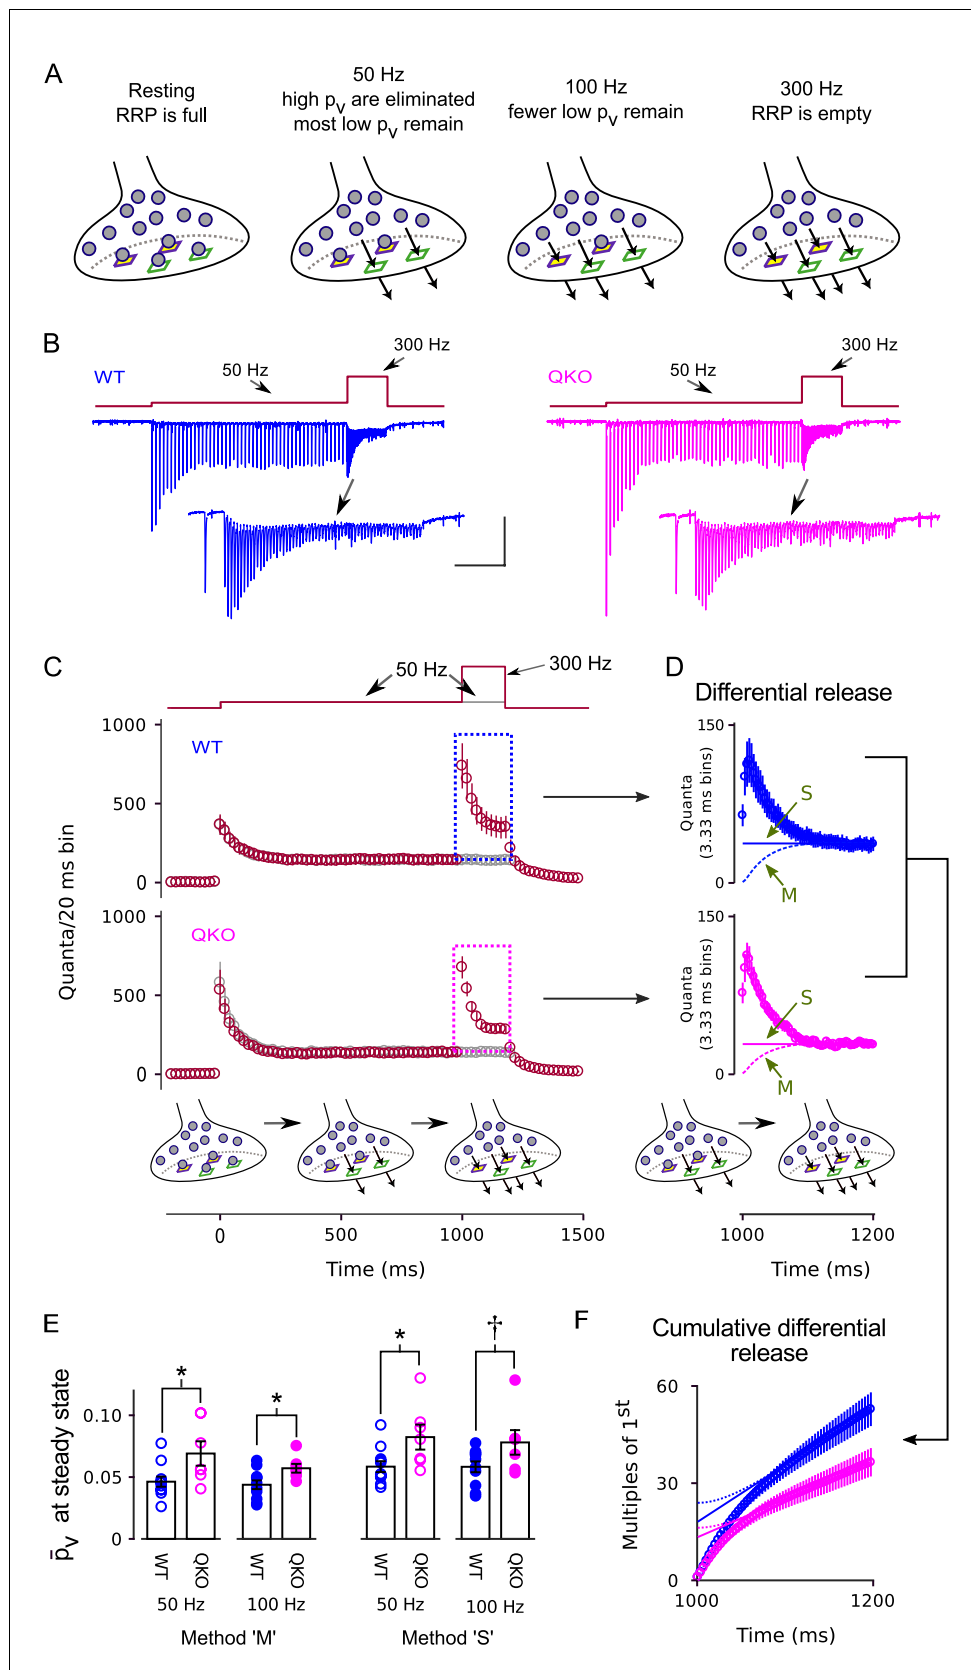 A
Resting
RRP is full
50 Hz
high pv are eliminated
most low pv remain
100 Hz
fewer low pv remain
300 Hz
RRP is empty
B
WT
50 Hz
300 Hz
QKO
50 Hz
300 Hz
C
50 Hz
300 Hz
D
Differential release
Quanta/20 ms bin
1000
WT
500
0
1000
QKO
500
0
0
500
1000
1500
Time (ms)
Quanta
(3.33 ms bins)
150
S
M
0
Quanta
(3.33 ms bins)
150
S
M
0
1000
1200
Time (ms)
E
p̄v at steady state
0.10
0.05
0
*
*
*
†
WT
QKO
WT
QKO
WT
QKO
WT
QKO
50 Hz
100 Hz
50 Hz
100 Hz
Method 'M'
Method 'S'
F
Cumulative differential
release
Multiples of 1st
60
30
0
1000
1200
Time (ms)